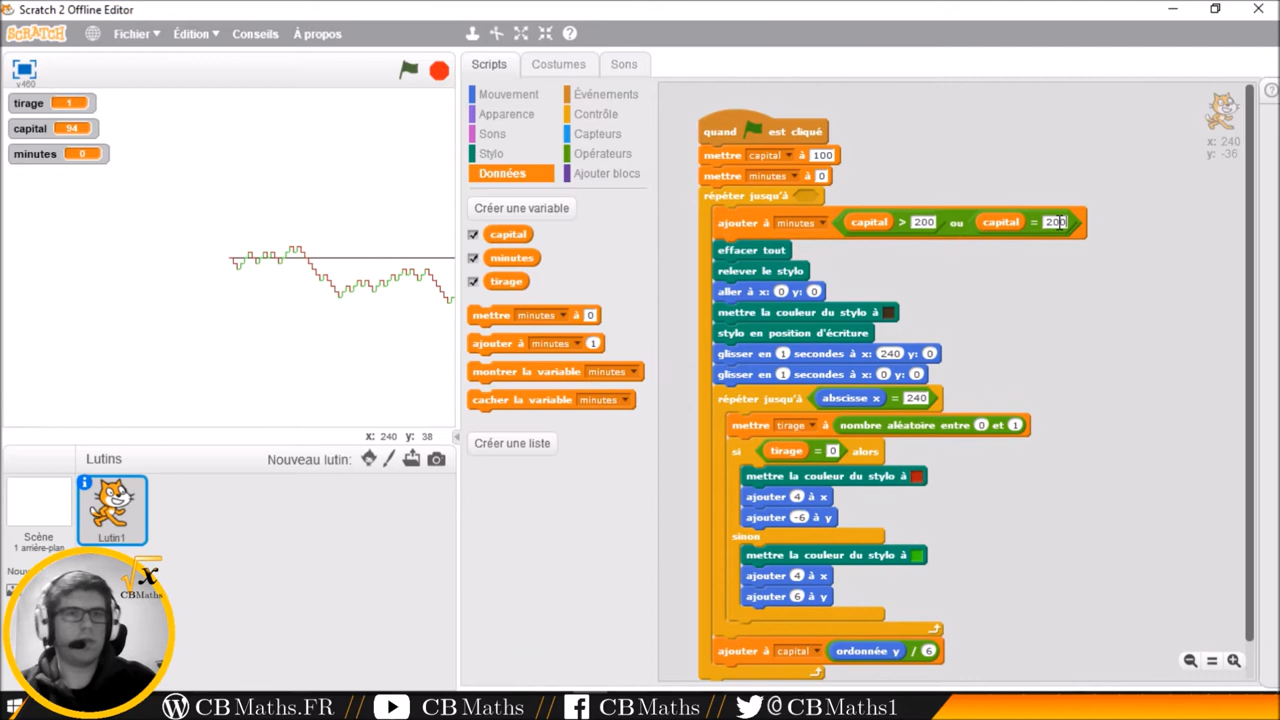 Scratch 2 Offline Editor
SCRATCH Fichier Édition Conseils À propos
v460
tirage 1
capital 94
minutes 0
x: 240 y: 38
Lutins Nouveau lutin:
Scène
1 arrière-plan
Lutin1
Nouv
√x
CBMaths
Scripts Costumes Sons
Mouvement Événements
Apparence Contrôle
Sons Capteurs
Stylo Opérateurs
Données Ajouter blocs
Créer une variable
capital
minutes
tirage
mettre minutes à 0
ajouter à minutes 1
montrer la variable minutes
cacher la variable minutes
Créer une liste
quand est cliqué
mettre capital à 100
mettre minutes à 0
répéter jusqu'à
ajouter à minutes capital > 200 ou capital = 200
effacer tout
relever le stylo
aller à x: 0 y: 0
mettre la couleur du stylo à
stylo en position d'écriture
glisser en 1 secondes à x: 240 y: 0
glisser en 1 secondes à x: 0 y: 0
répéter jusqu'à abscisse x = 240
mettre tirage à nombre aléatoire entre 0 et 1
si tirage = 0 alors
mettre la couleur du stylo à
ajouter 4 à x
ajouter -6 à y
sinon
mettre la couleur du stylo à
ajouter 4 à x
ajouter 6 à y
ajouter à capital ordonnée y / 6
x: 240
y: -36
CBMaths.FR / CBMaths / CBMaths / @CBMaths1